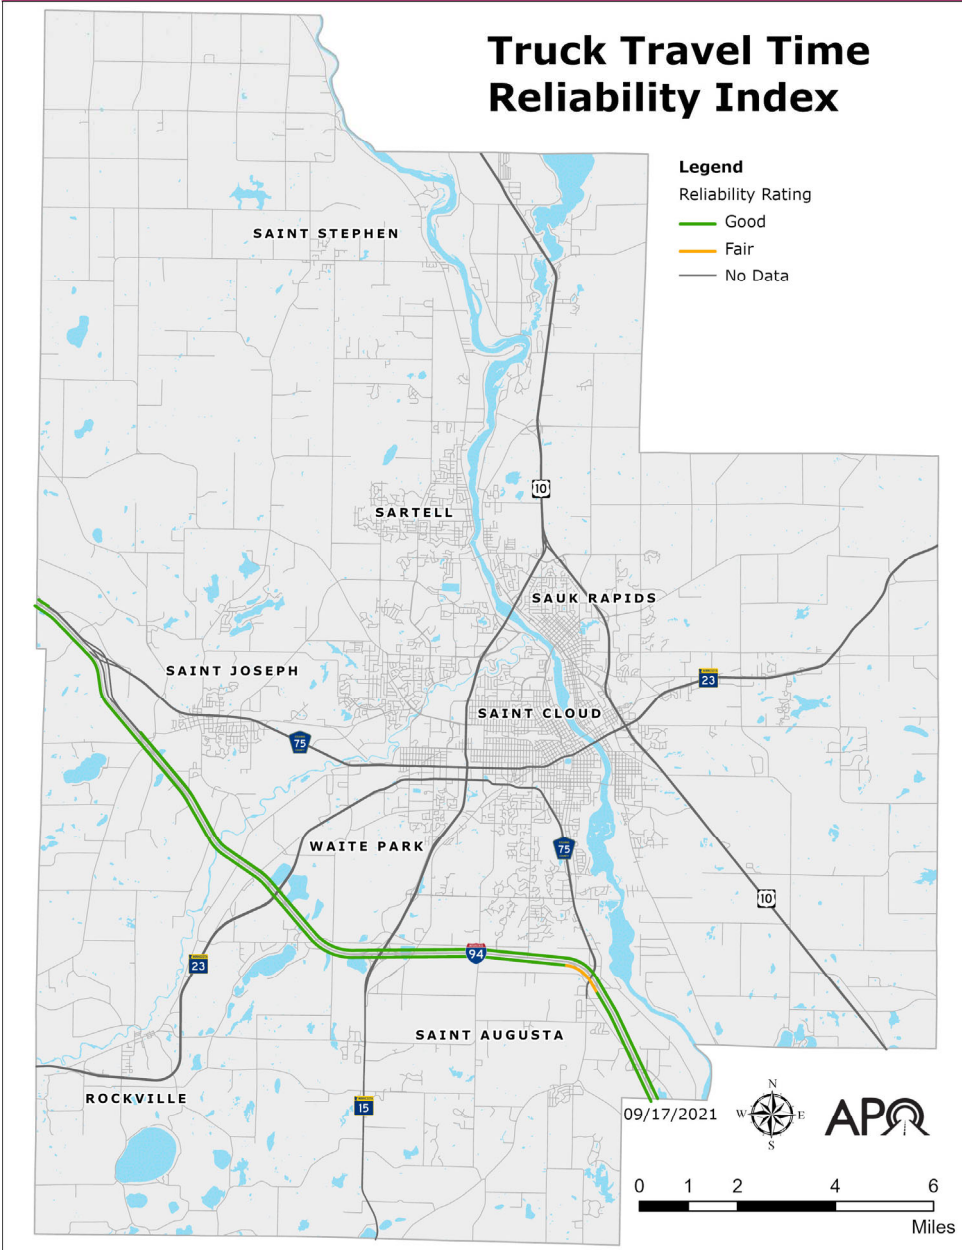 Truck Travel Time
Reliability Index
Legend
Reliability Rating
Good
Fair
No Data
SAINT STEPHEN
10
SARTELL
SAUK RAPIDS
SAINT JOSEPH
23
SAINT CLOUD
75
WAITE PARK
75
10
94
23
SAINT AUGUSTA
ROCKVILLE
15
09/17/2021
N
W
E
S
APO
0 1 2 4 6
Miles